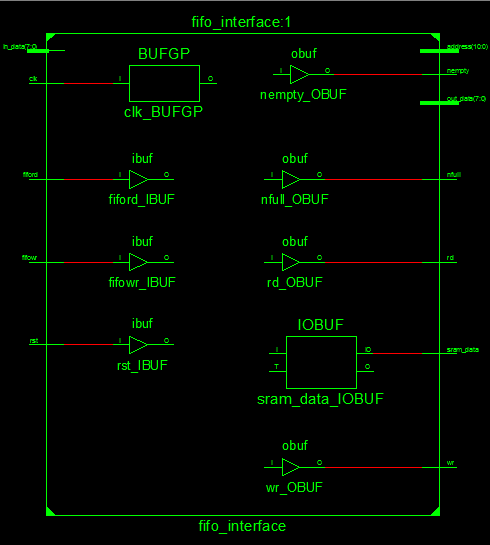 fifo_interface:1
in_data(7:0)
address(10:0)
BUFGP
obuf
clk
I
O
I
O
nempty
clk_BUFGP
nempty_OBUF
out_data(7:0)
ibuf
obuf
fiford
I
O
I
O
nfull
fiford_IBUF
nfull_OBUF
ibuf
obuf
fifowr
I
O
I
O
rd
fifowr_IBUF
rd_OBUF
ibuf
IOBUF
rst
I
O
I
IO
sram_data
rst_IBUF
T
O
sram_data_IOBUF
obuf
I
O
wr
wr_OBUF
fifo_interface